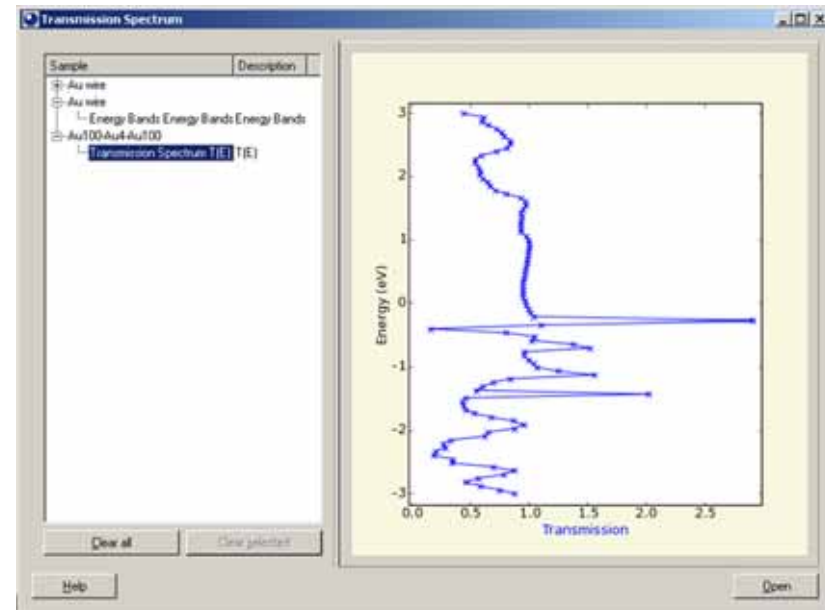 Transmission Spectrum
Sample Description
Au wire
Au wire
Energy Bands Energy Bands Energy Bands
Au100-Au4-Au100
Transmission Spectrum T(E) T(E)
3
2
1
0
-1
-2
-3
Energy (eV)
0.0 0.5 1.0 1.5 2.0 2.5
Transmission
Clear all Clear selected
Help Open